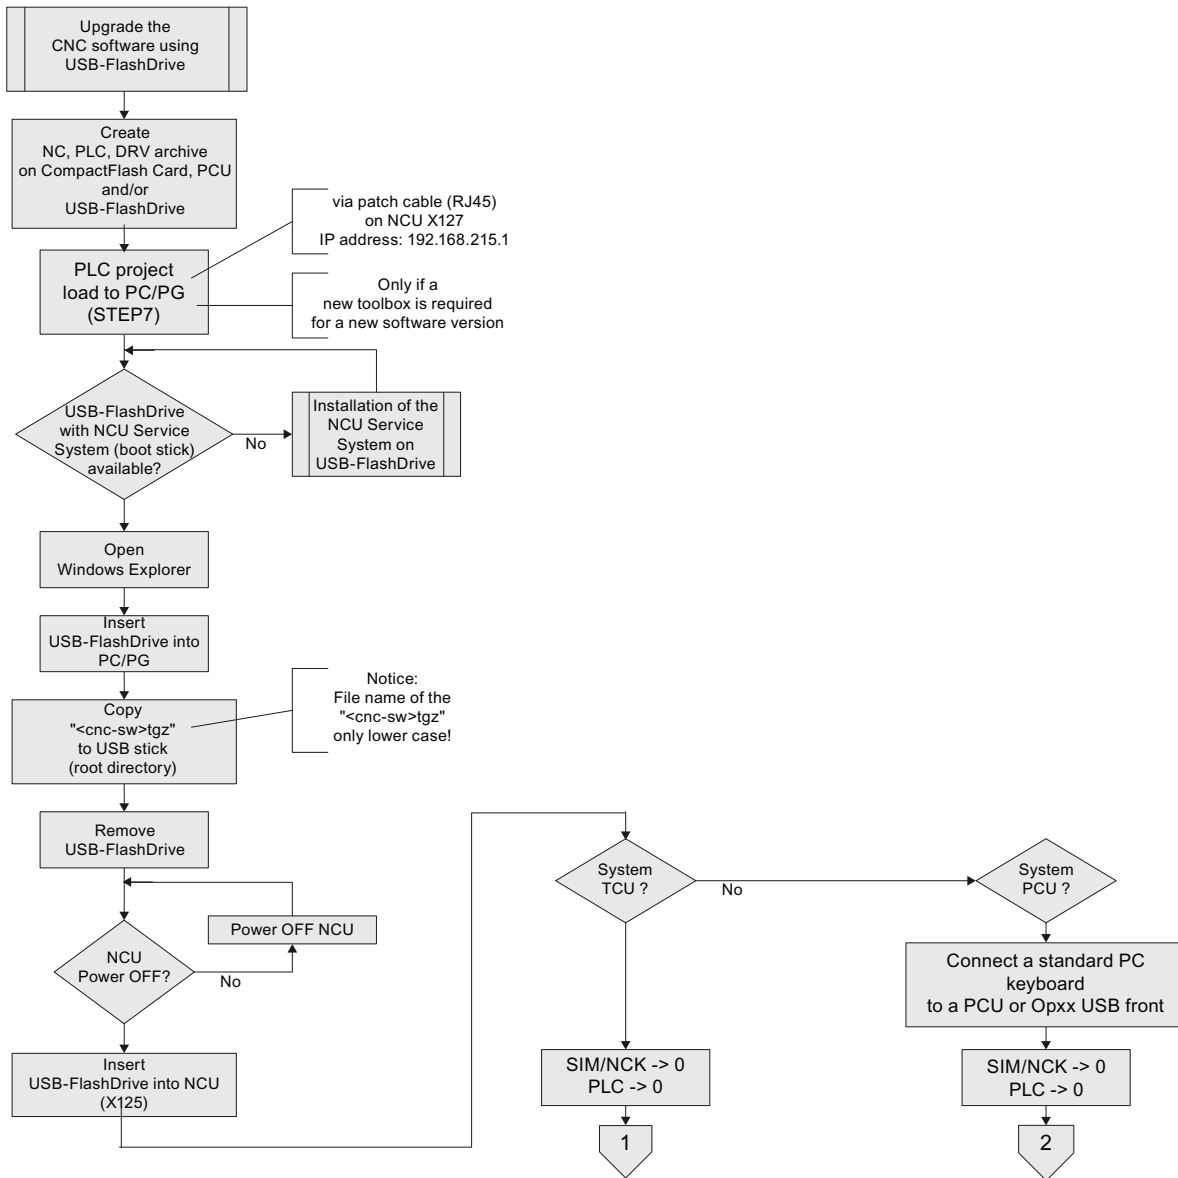 Upgrade the
CNC software using
USB-FlashDrive
Create
NC, PLC, DRV archive
on CompactFlash Card, PCU
and/or
USB-FlashDrive
via patch cable (RJ45)
on NCU X127
IP address: 192.168.215.1
PLC project
load to PC/PG
(STEP7)
Only if a
new toolbox is required
for a new software version
USB-FlashDrive
with NCU Service
System (boot stick)
available?
No
Installation of the
NCU Service
System on
USB-FlashDrive
Open
Windows Explorer
Insert
USB-FlashDrive into
PC/PG
Copy
"<cnc-sw>tgz"
to USB stick
(root directory)
Notice:
File name of the
"<cnc-sw>tgz"
only lower case!
Remove
USB-FlashDrive
Power OFF NCU
NCU
Power OFF?
No
Insert
USB-FlashDrive into NCU
(X125)
System
TCU ?
No
System
PCU ?
Connect a standard PC
keyboard
to a PCU or Opxx USB front
SIM/NCK -> 0
PLC -> 0
SIM/NCK -> 0
PLC -> 0
1
2